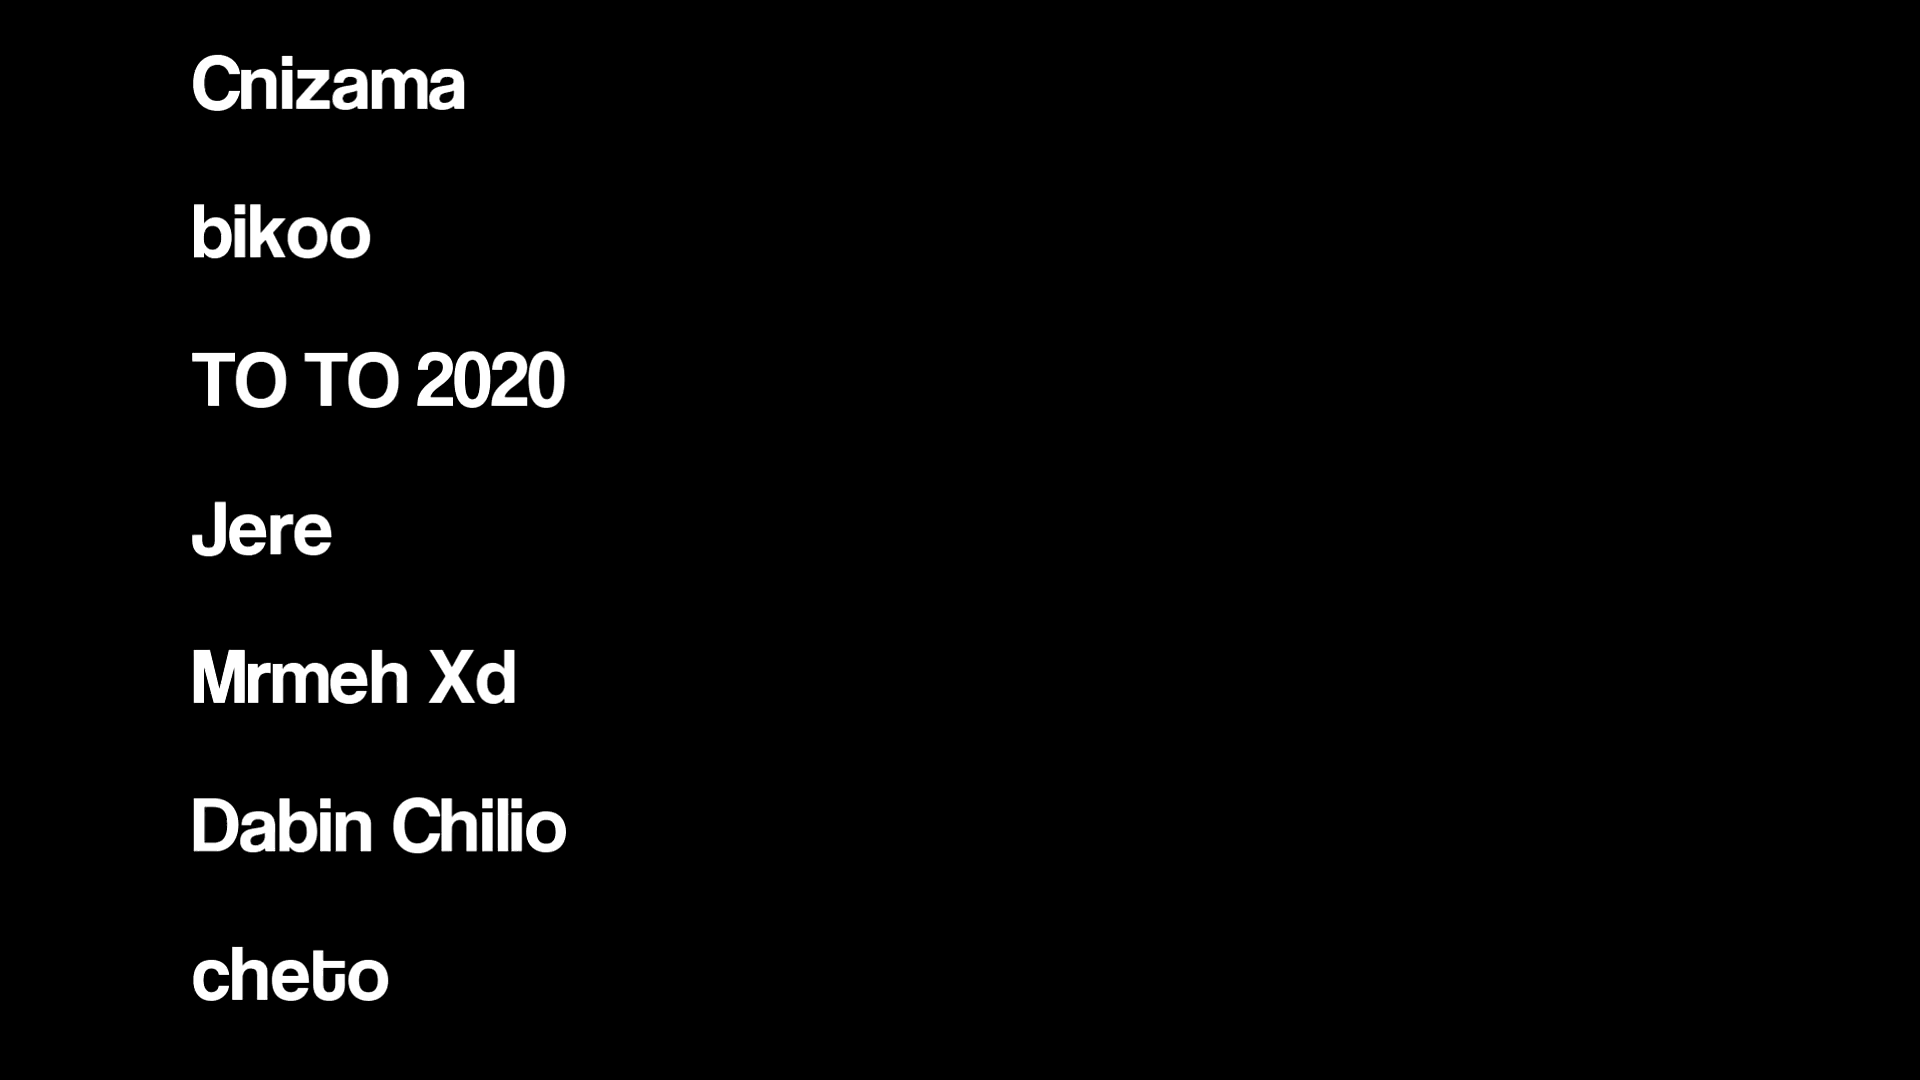 Cnizama
bikoo
TO TO 2020
Jere
Mrmeh Xd
Dabin Chilio
cheto